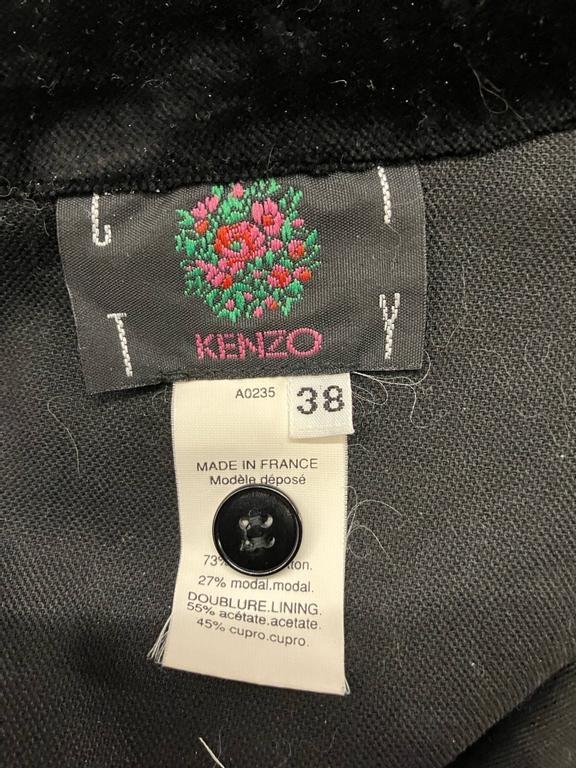 C I
T Y
KENZO
A0235
38
MADE IN FRANCE
Modèle déposé
73%
27% modal.modal.
DOUBLURE.LINING.
55% acétate.acetate.
45% cupro.cupro.